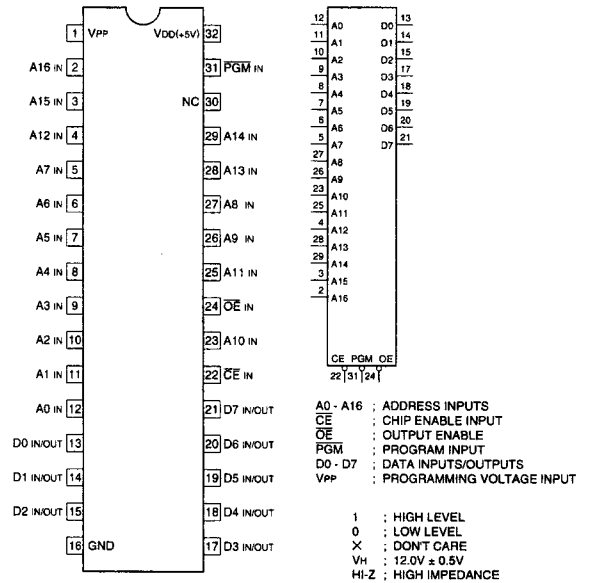 1 VPP VDD(+5V) 32
A16 IN 2 31 PGM IN
A15 IN 3 NC 30
A12 IN 4 29 A14 IN
A7 IN 5 28 A13 IN
A6 IN 6 27 A8 IN
A5 IN 7 26 A9 IN
A4 IN 8 25 A11 IN
A3 IN 9 24 OE IN
A2 IN 10 23 A10 IN
A1 IN 11 22 CE IN
A0 IN 12 21 D7 IN/OUT
D0 IN/OUT 13 20 D6 IN/OUT
D1 IN/OUT 14 19 D5 IN/OUT
D2 IN/OUT 15 18 D4 IN/OUT
16 GND 17 D3 IN/OUT
12 A0 D0 13
11 A1 D1 14
10 A2 D2 15
9 A3 D3 17
8 A4 D4 18
7 A5 D5 19
6 A6 D6 20
5 A7 D7 21
27 A8
26 A9
23 A10
25 A11
4 A12
28 A13
29 A14
3 A15
2 A16
CE PGM OE
22 31 24
A0 - A16 ; ADDRESS INPUTS
CE ; CHIP ENABLE INPUT
OE ; OUTPUT ENABLE
PGM ; PROGRAM INPUT
D0 - D7 ; DATA INPUTS/OUTPUTS
VPP ; PROGRAMMING VOLTAGE INPUT
1 ; HIGH LEVEL
0 ; LOW LEVEL
X ; DON'T CARE
VH ; 12.0V ± 0.5V
HI-Z ; HIGH IMPEDANCE